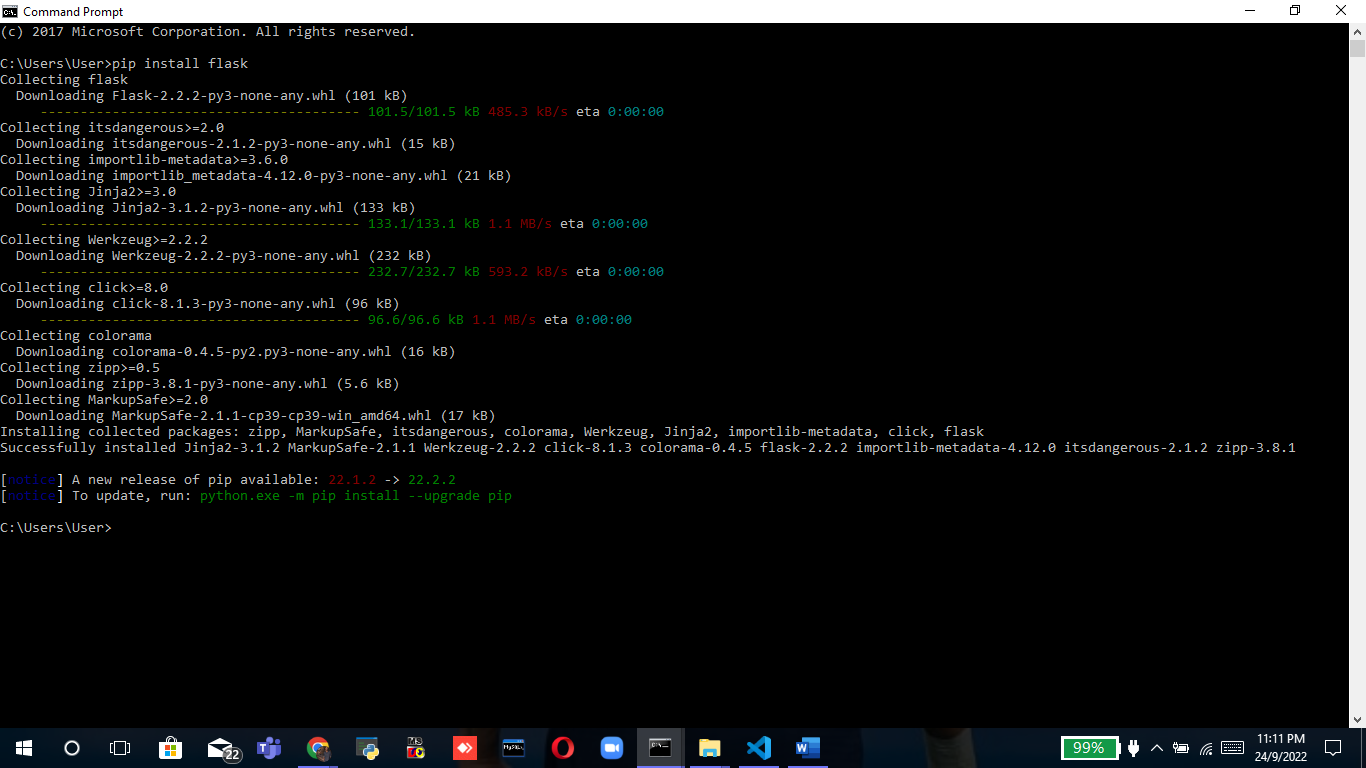 Command Prompt
(c) 2017 Microsoft Corporation. All rights reserved.
C:\Users\User>pip install flask
Collecting flask
Downloading Flask-2.2.2-py3-none-any.whl (101 kB)
---------------------------------------- 101.5/101.5 kB 485.3 kB/s eta 0:00:00
Collecting itsdangerous>=2.0
Downloading itsdangerous-2.1.2-py3-none-any.whl (15 kB)
Collecting importlib-metadata>=3.6.0
Downloading importlib_metadata-4.12.0-py3-none-any.whl (21 kB)
Collecting Jinja2>=3.0
Downloading Jinja2-3.1.2-py3-none-any.whl (133 kB)
---------------------------------------- 133.1/133.1 kB 1.1 MB/s eta 0:00:00
Collecting Werkzeug>=2.2.2
Downloading Werkzeug-2.2.2-py3-none-any.whl (232 kB)
---------------------------------------- 232.7/232.7 kB 593.2 kB/s eta 0:00:00
Collecting click>=8.0
Downloading click-8.1.3-py3-none-any.whl (96 kB)
---------------------------------------- 96.6/96.6 kB 1.1 MB/s eta 0:00:00
Collecting colorama
Downloading colorama-0.4.5-py2.py3-none-any.whl (16 kB)
Collecting zipp>=0.5
Downloading zipp-3.8.1-py3-none-any.whl (5.6 kB)
Collecting MarkupSafe>=2.0
Downloading MarkupSafe-2.1.1-cp39-cp39-win_amd64.whl (17 kB)
Installing collected packages: zipp, MarkupSafe, itsdangerous, colorama, Werkzeug, Jinja2, importlib-metadata, click, flask
Successfully installed Jinja2-3.1.2 MarkupSafe-2.1.1 Werkzeug-2.2.2 click-8.1.3 colorama-0.4.5 flask-2.2.2 importlib-metadata-4.12.0 itsdangerous-2.1.2 zipp-3.8.1
[notice] A new release of pip available: 22.1.2 -> 22.2.2
[notice] To update, run: python.exe -m pip install --upgrade pip
C:\Users\User>
22
MySQL
99%
11:11 PM
24/9/2022